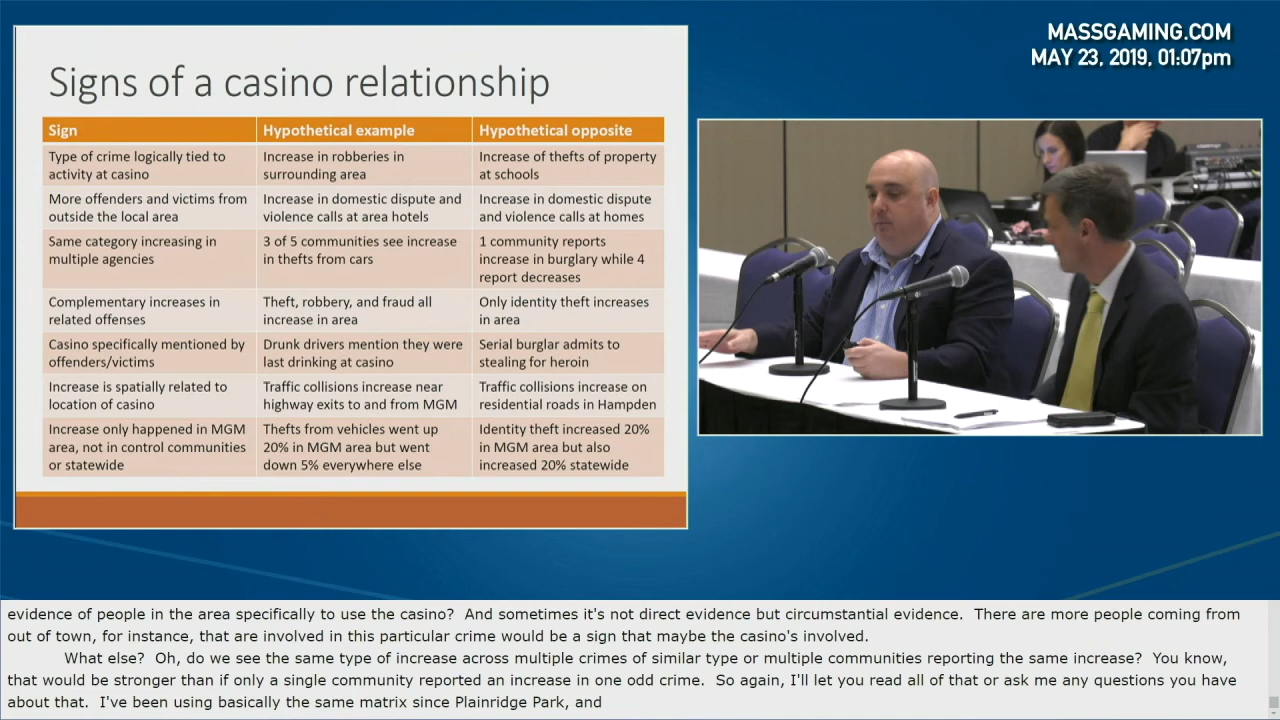 MASSGAMING.COM
MAY 23, 2019, 01:07pm
Signs of a casino relationship
Sign
Hypothetical example
Hypothetical opposite
Type of crime logically tied to
activity at casino
Increase in robberies in
surrounding area
Increase of thefts of property
at schools
More offenders and victims from
outside the local area
Increase in domestic dispute and
violence calls at area hotels
Increase in domestic dispute
and violence calls at homes
Same category increasing in
multiple agencies
3 of 5 communities see increase
in thefts from cars
1 community reports
increase in burglary while 4
report decreases
Complementary increases in
related offenses
Theft, robbery, and fraud all
increase in area
Only identity theft increases
in area
Casino specifically mentioned by
offenders/victims
Drunk drivers mention they were
last drinking at casino
Serial burglar admits to
stealing for heroin
Increase is spatially related to
location of casino
Traffic collisions increase near
highway exits to and from MGM
Traffic collisions increase on
residential roads in Hampden
Increase only happened in MGM
area, not in control communities
or statewide
Thefts from vehicles went up
20% in MGM area but went
down 5% everywhere else
Identity theft increased 20%
in MGM area but also
increased 20% statewide
evidence of people in the area specifically to use the casino?  And sometimes it's not direct evidence but circumstantial evidence.  There are more people coming from
out of town, for instance, that are involved in this particular crime would be a sign that maybe the casino's involved.
What else?  Oh, do we see the same type of increase across multiple crimes of similar type or multiple communities reporting the same increase?  You know,
that would be stronger than if only a single community reported an increase in one odd crime.  So again, I'll let you read all of that or ask me any questions you have
about that.  I've been using basically the same matrix since Plainridge Park, and